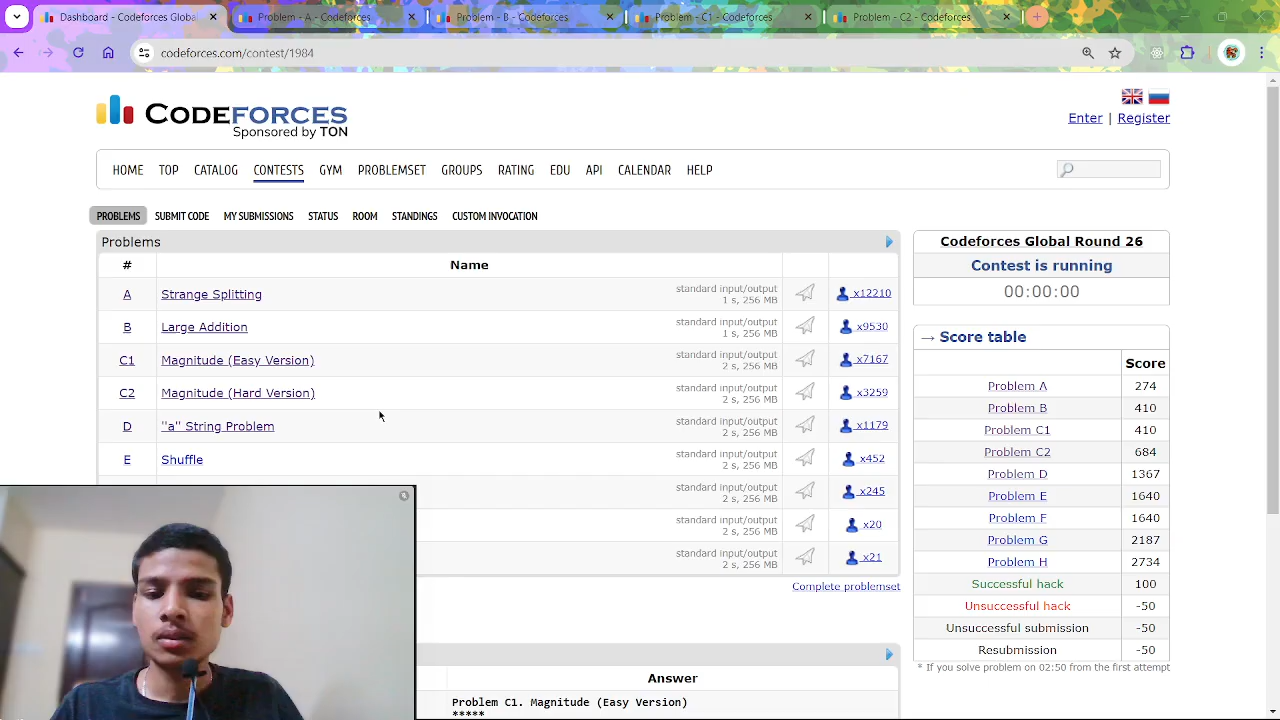 Dashboard - Codeforces Global
Problem - A - Codeforces
Problem - B - Codeforces
Problem - C1 - Codeforces
Problem - C2 - Codeforces
codeforces.com/contest/1984
CODEFORCES
Sponsored by TON
Enter | Register
HOME TOP CATALOG CONTESTS GYM PROBLEMSET GROUPS RATING EDU API CALENDAR HELP
PROBLEMS SUBMIT CODE MY SUBMISSIONS STATUS ROOM STANDINGS CUSTOM INVOCATION
Problems
# Name
A Strange Splitting standard input/output 1 s, 256 MB x12210
B Large Addition standard input/output 1 s, 256 MB x9530
C1 Magnitude (Easy Version) standard input/output 2 s, 256 MB x7167
C2 Magnitude (Hard Version) standard input/output 2 s, 256 MB x3259
D "a" String Problem standard input/output 2 s, 256 MB x1179
E Shuffle standard input/output 2 s, 256 MB x452
standard input/output 2 s, 256 MB x245
standard input/output 2 s, 256 MB x20
standard input/output 2 s, 256 MB x21
Complete problemset
Answer
Problem C1. Magnitude (Easy Version)
*****
Codeforces Global Round 26
Contest is running
00:00:00
→ Score table
Score
Problem A 274
Problem B 410
Problem C1 410
Problem C2 684
Problem D 1367
Problem E 1640
Problem F 1640
Problem G 2187
Problem H 2734
Successful hack 100
Unsuccessful hack -50
Unsuccessful submission -50
Resubmission -50
* If you solve problem on 02:50 from the first attempt